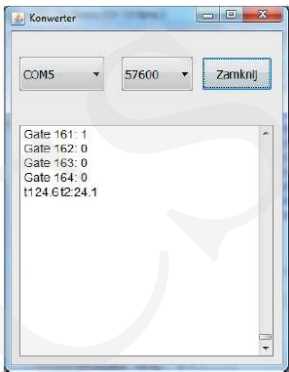 Konwerter
COM5 57600 Zamknij
Gate 161: 1
Gate 162: 0
Gate 163: 0
Gate 164: 0
t124.6t2:24.1